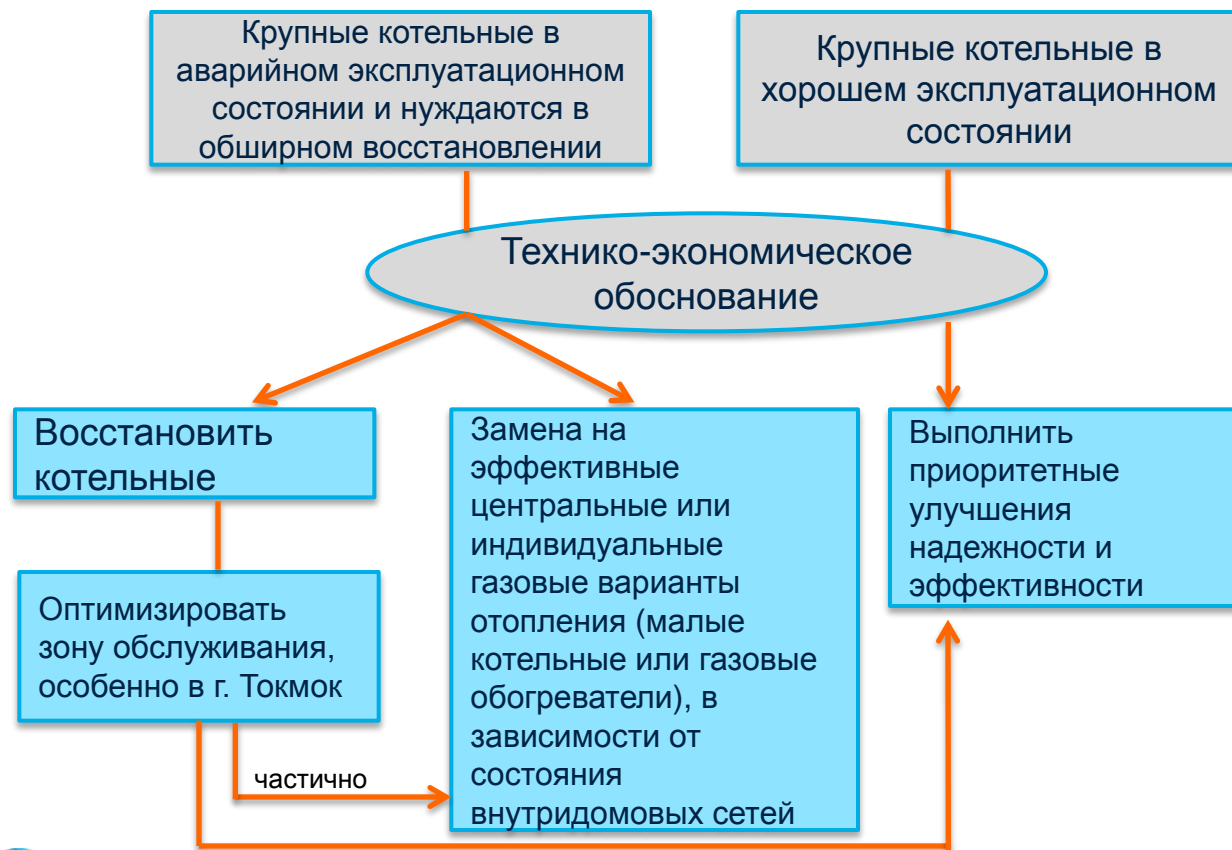 Крупные котельные в
аварийном эксплуатационном
состоянии и нуждаются в
обширном восстановлении
Крупные котельные в
хорошем эксплуатационном
состоянии
Технико-экономическое
обоснование
Восстановить
котельные
Замена на
эффективные
центральные или
индивидуальные
газовые варианты
отопления (малые
котельные или газовые
обогреватели), в
зависимости от
состояния
внутридомовых сетей
Выполнить
приоритетные
улучшения
надежности и
эффективности
Оптимизировать
зону обслуживания,
особенно в г. Токмок
частично